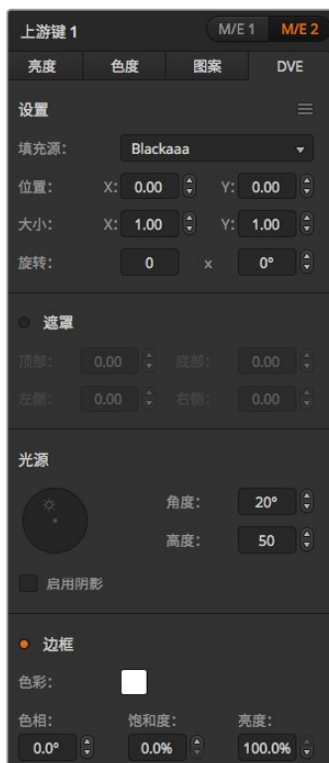 上游键 1 M/E 1 M/E 2
亮度 色度 图案 DVE
设置
填充源： Blackaaa
位置： X: 0.00 Y: 0.00
大小： X: 1.00 Y: 1.00
旋转： 0 x 0°
遮罩
顶部： 0.00 底部： 0.00
左侧： 0.00 右侧： 0.00
光源
角度： 20°
高度： 50
启用阴影
边框
色彩：
色相： 饱和度： 亮度：
0.0° 0.0% 100.0%